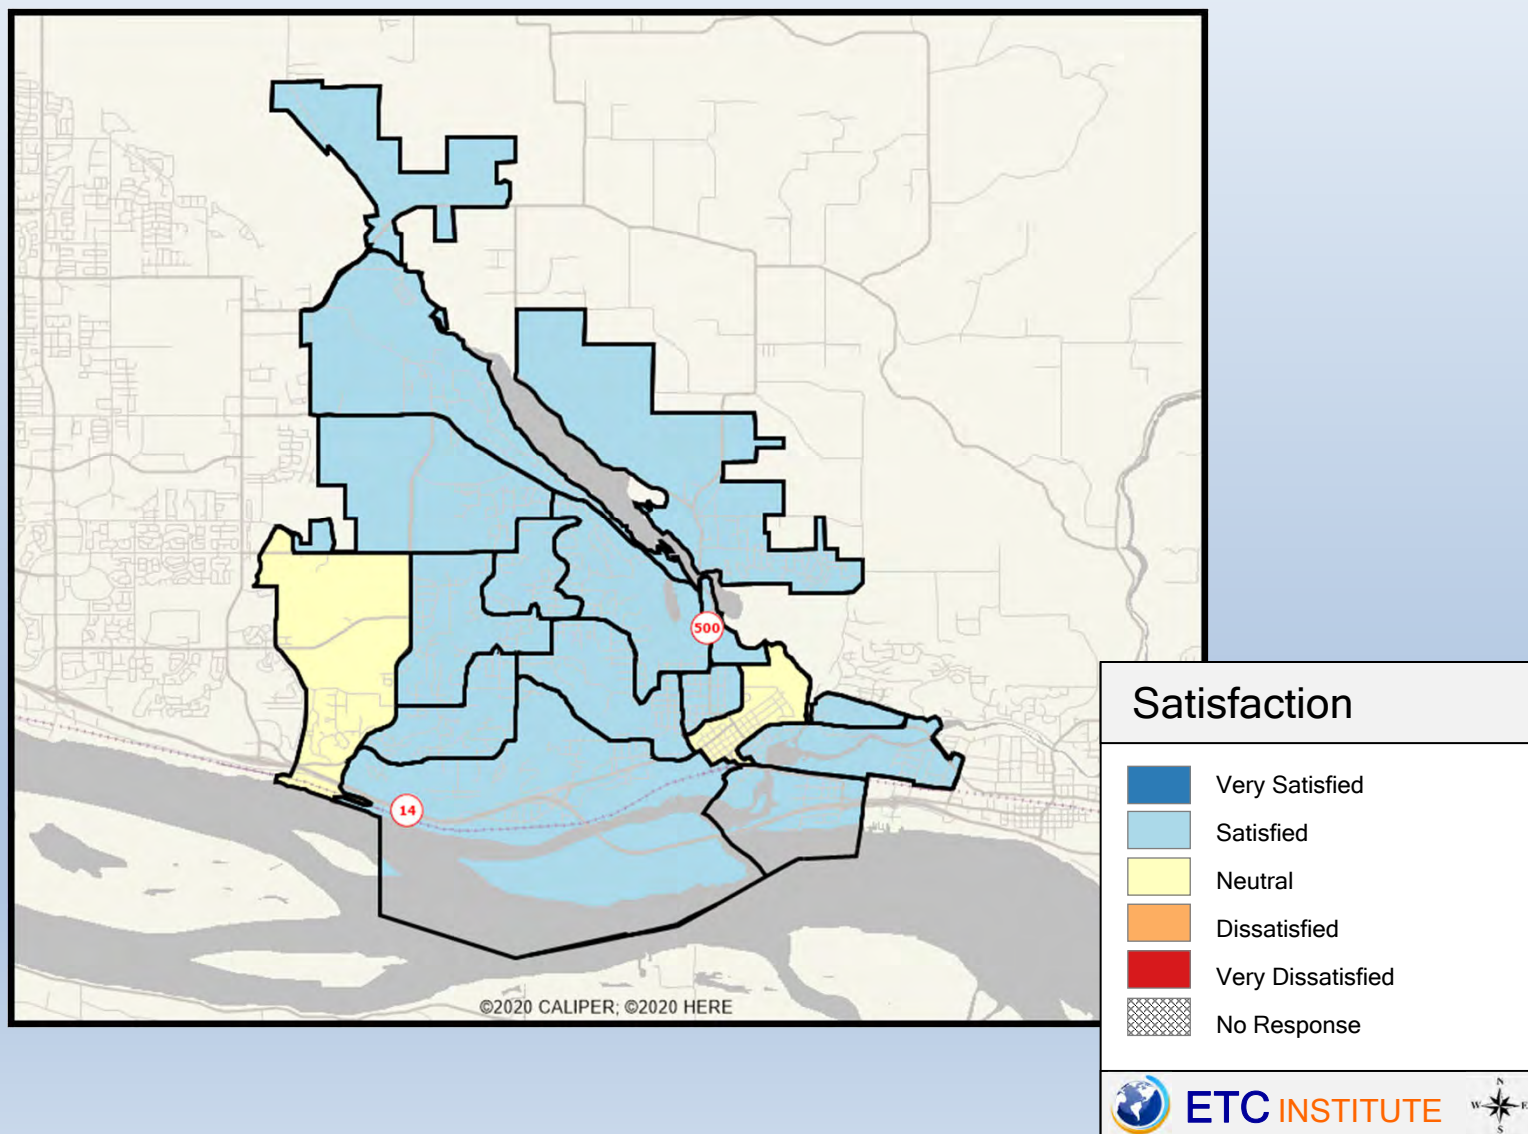 500
14
©2020 CALIPER; ©2020 HERE
Satisfaction
Very Satisfied
Satisfied
Neutral
Dissatisfied
Very Dissatisfied
No Response
ETC INSTITUTE
N
W E
S